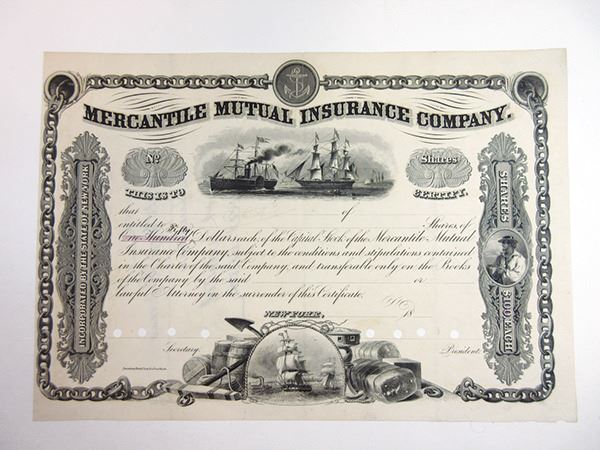 MERCANTILE MUTUAL INSURANCE COMPANY.
No Shares
THIS IS TO CERTIFY,
that of
entitled to Shares, of
Fifty
One Hundred Dollars each, of the Capital Stock of the Mercantile Mutual
Insurance Company, subject to the conditions and stipulations contained
in the Charter of the said Company, and transferable only on the Books
of the Company by the said or
lawful Attorney on the surrender of this Certificate.
NEW-YORK, 18
Secretary. President.
INCORPORATED BY THE STATE OF NEW YORK
SHARES
$100 EACH